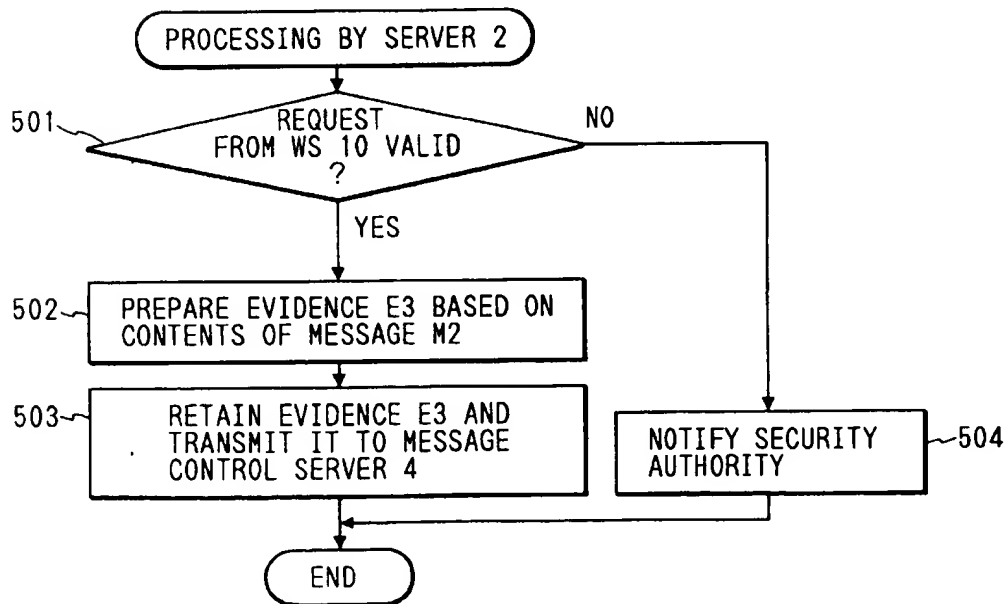 PROCESSING BY SERVER 2
501
REQUEST
FROM WS 10 VALID
?
NO
YES
502
PREPARE EVIDENCE E3 BASED ON
CONTENTS OF MESSAGE M2
503
RETAIN EVIDENCE E3 AND
TRANSMIT IT TO MESSAGE
CONTROL SERVER 4
NOTIFY SECURITY
AUTHORITY
504
END